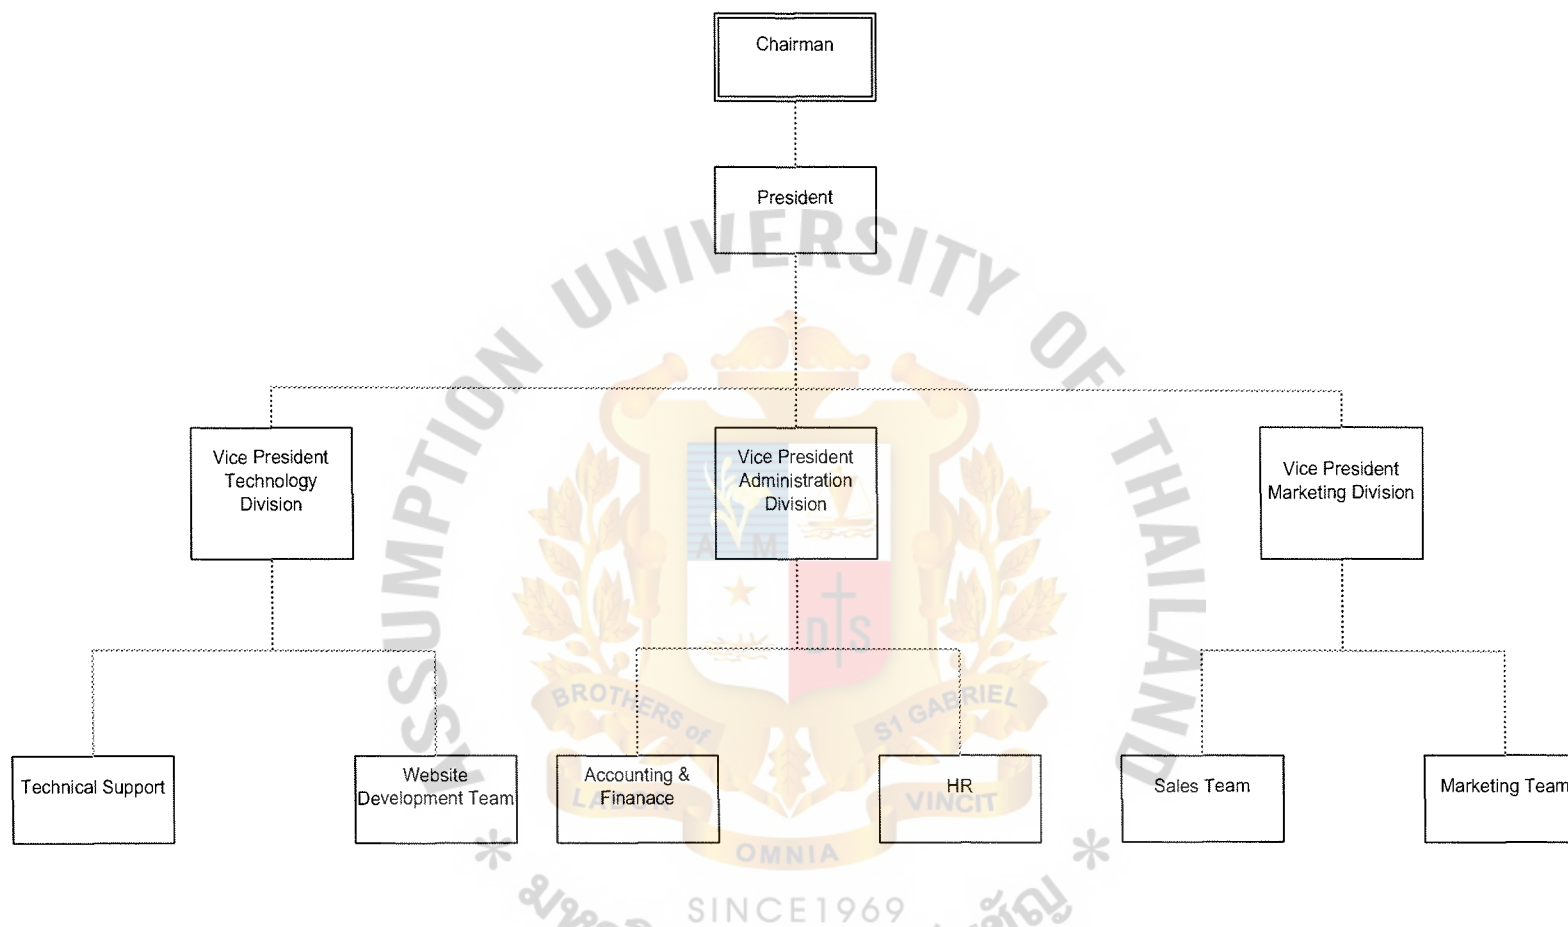 Chairman
President
ASSUMPTION UNIVERSITY OF THAILAND
Vice President
Technology
Division
Vice President
Administration
Division
Vice President
Marketing Division
A M
D S
BROTHERS of
S1 GABRIEL
Technical Support
Website
Development Team
Accounting &
Finanace
HR
Sales Team
Marketing Team
LABOR
VINCIT
OMNIA
SINCE1969